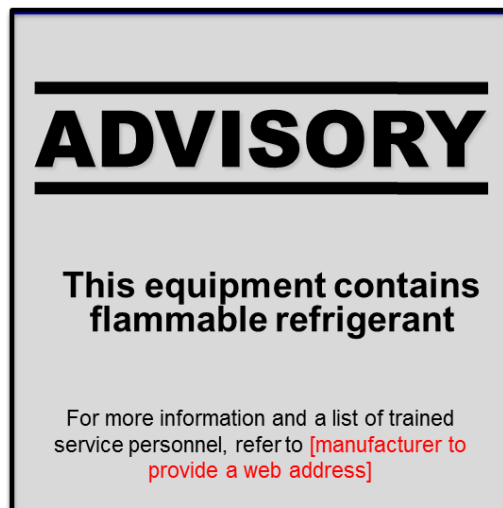 ADVISORY
This equipment contains
flammable refrigerant
For more information and a list of trained
service personnel, refer to [manufacturer to
provide a web address]